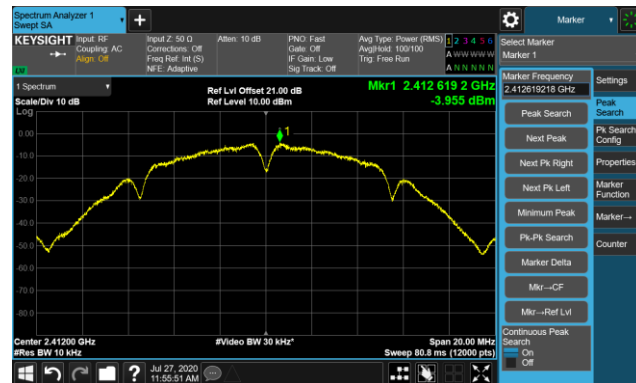 Spectrum Analyzer 1
Swept SA
Marker
KEYSIGHT
Input: RF
Coupling: AC
Align: Off
Input Z: 50 Ω
Corrections: Off
Freq Ref: Int (S)
NFE: Adaptive
Atten: 10 dB
PNO: Fast
Gate: Off
IF Gain: Low
Sig Track: Off
Avg Type: Power (RMS)
Avg|Hold: 100/100
Trig: Free Run
1 2 3 4 5 6
A W W W W W
A N N N N N
Select Marker
Marker 1
1 Spectrum
Scale/Div 10 dB
Log
Ref Lvl Offset 21.00 dB
Ref Level 10.00 dBm
Mkr1 2.412 619 2 GHz
-3.955 dBm
1
0.00
-10.0
-20.0
-30.0
-40.0
-50.0
-60.0
-70.0
-80.0
Center 2.41200 GHz
#Res BW 10 kHz
#Video BW 30 kHz*
Span 20.00 MHz
Sweep 80.8 ms (12000 pts)
Marker Frequency
2.412619218 GHz
Peak Search
Next Peak
Next Pk Right
Next Pk Left
Minimum Peak
Pk-Pk Search
Marker Delta
Mkr→CF
Mkr→Ref Lvl
Continuous Peak
Search
On
Off
Settings
Peak
Search
Pk Search
Config
Properties
Marker
Function
Marker→
Counter
?
Jul 27, 2020
11:55:51 AM